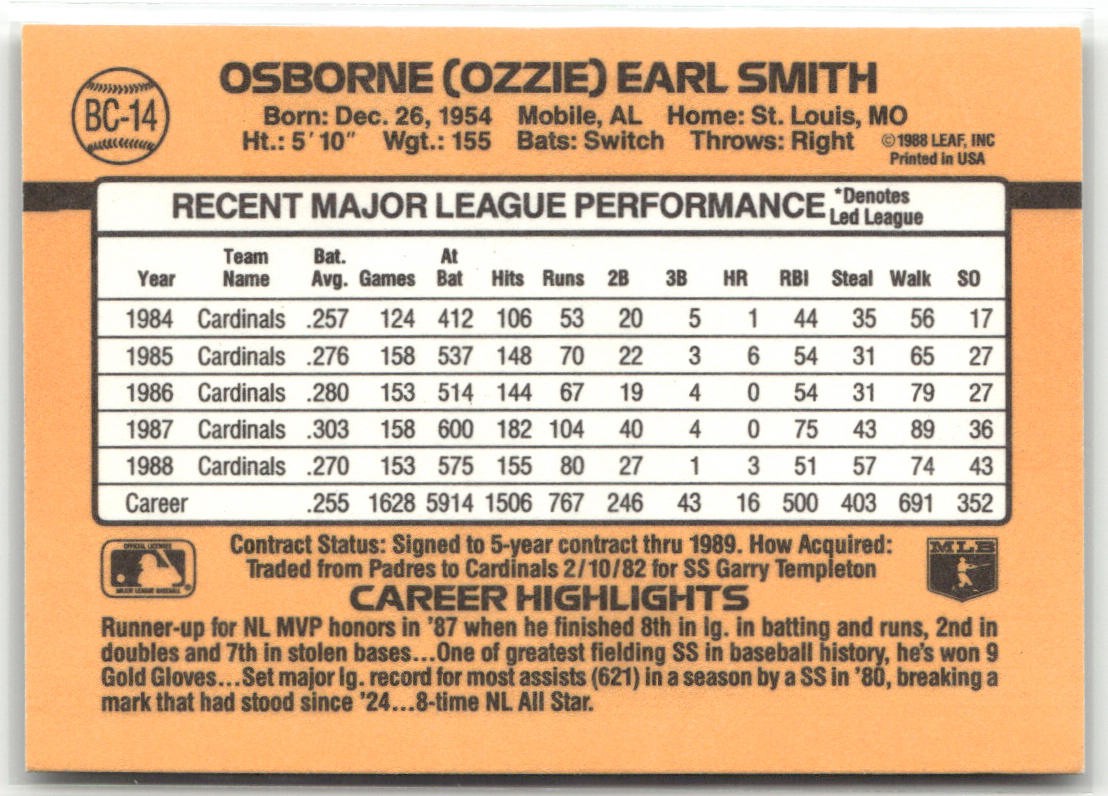 BC-14
OSBORNE (OZZIE) EARL SMITH
Born: Dec. 26, 1954 Mobile, AL Home: St. Louis, MO
Ht.: 5' 10" Wgt.: 155 Bats: Switch Throws: Right
©1988 LEAF, INC
Printed in USA
RECENT MAJOR LEAGUE PERFORMANCE
*Denotes
Led League
Year Team Name Bat. Avg. Games At Bat Hits Runs 2B 3B HR RBI Steal Walk SO
1984 Cardinals .257 124 412 106 53 20 5 1 44 35 56 17
1985 Cardinals .276 158 537 148 70 22 3 6 54 31 65 27
1986 Cardinals .280 153 514 144 67 19 4 0 54 31 79 27
1987 Cardinals .303 158 600 182 104 40 4 0 75 43 89 36
1988 Cardinals .270 153 575 155 80 27 1 3 51 57 74 43
Career .255 1628 5914 1506 767 246 43 16 500 403 691 352
OFFICIAL LICENSEE
MAJOR LEAGUE BASEBALL
Contract Status: Signed to 5-year contract thru 1989. How Acquired:
Traded from Padres to Cardinals 2/10/82 for SS Garry Templeton
MLB
CAREER HIGHLIGHTS
Runner-up for NL MVP honors in '87 when he finished 8th in lg. in batting and runs, 2nd in
doubles and 7th in stolen bases...One of greatest fielding SS in baseball history, he's won 9
Gold Gloves...Set major lg. record for most assists (621) in a season by a SS in '80, breaking a
mark that had stood since '24...8-time NL All Star.